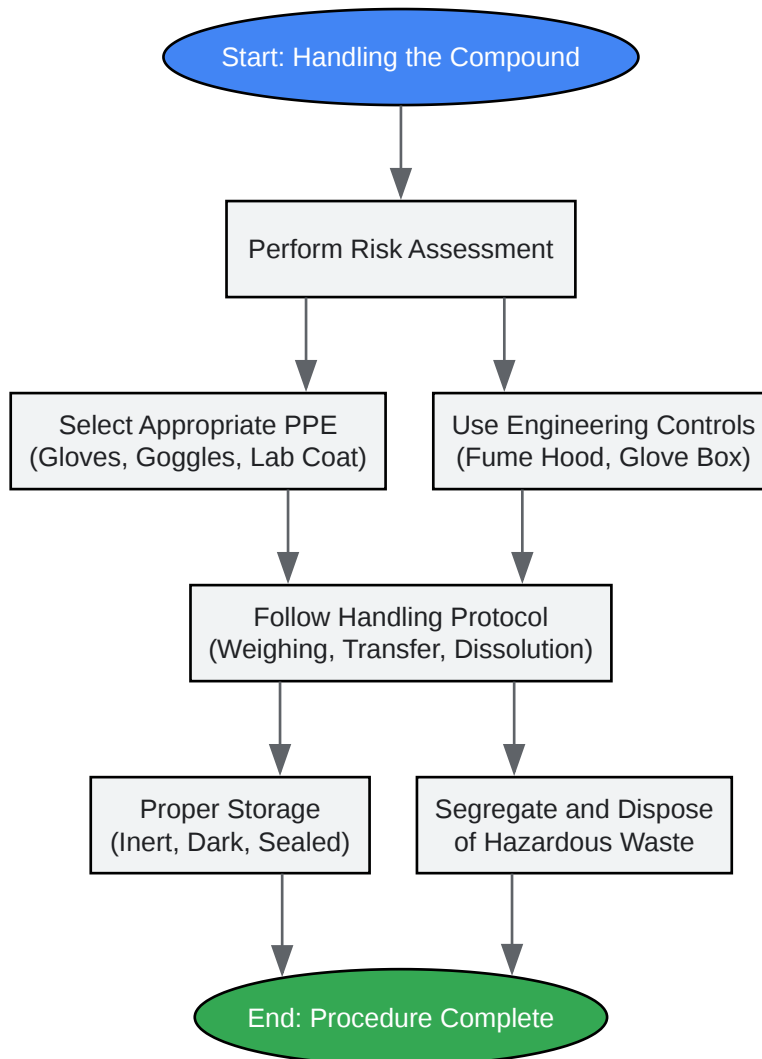 Start: Handling the Compound
Perform Risk Assessment
Select Appropriate PPE
(Gloves, Goggles, Lab Coat)
Use Engineering Controls
(Fume Hood, Glove Box)
Follow Handling Protocol
(Weighing, Transfer, Dissolution)
Proper Storage
(Inert, Dark, Sealed)
Segregate and Dispose
of Hazardous Waste
End: Procedure Complete